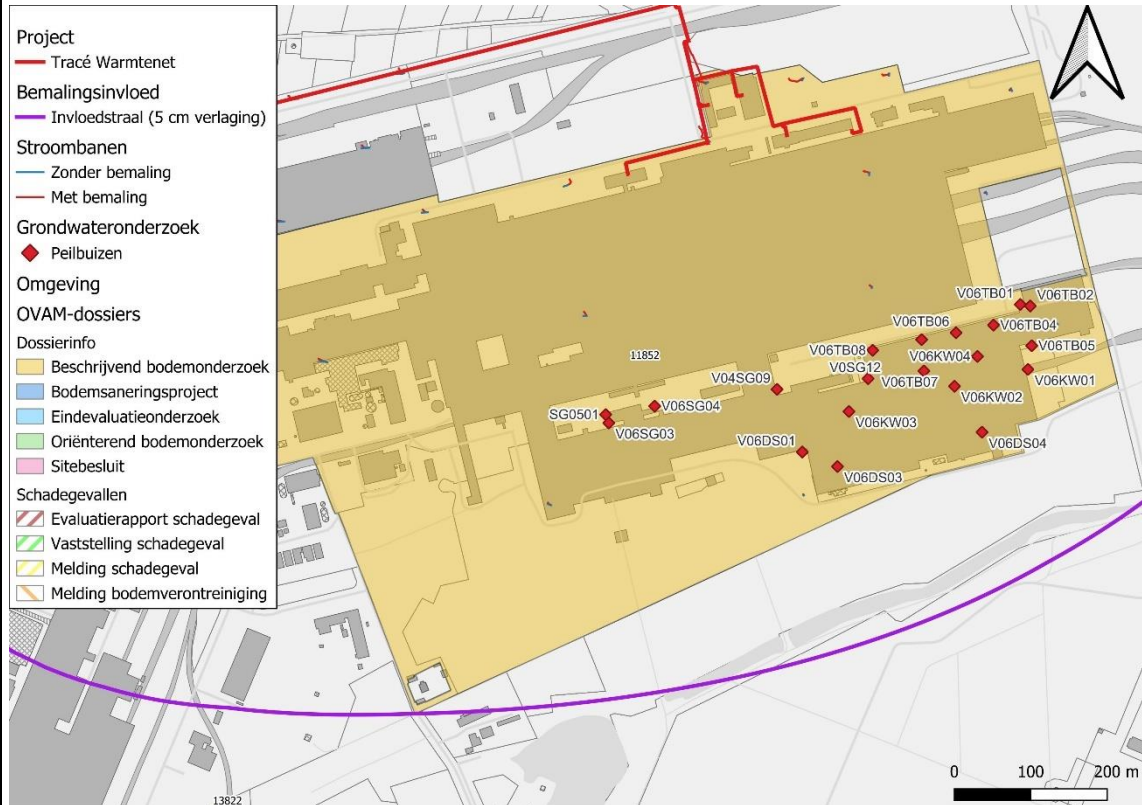 Project
Tracé Warmtenet
Bemalingsinvloed
Invloedstraal (5 cm verlaging)
Stroombanen
Zonder bemaling
Met bemaling
Grondwateronderzoek
Peilbuizen
Omgeving
OVAM-dossiers
Dossierinfo
Beschrijvend bodemonderzoek
Bodemsaneringsproject
Eindevaluatieonderzoek
Oriënterend bodemonderzoek
Sitebesluit
Schadegevallen
Evaluatierapport schadegeval
Vaststelling schadegeval
Melding schadegeval
Melding bodemverontreiniging
V06TB01
V06TB02
V06TB06
V06TB04
V06TB08
11852
V06KW04
V06TB05
V0SG12
V04SG09
V06TB07
V06KW01
V06KW02
SG0501
V06SG04
V06KW03
V06SG03
V06DS01
V06DS04
V06DS03
0 100 200 m
13822